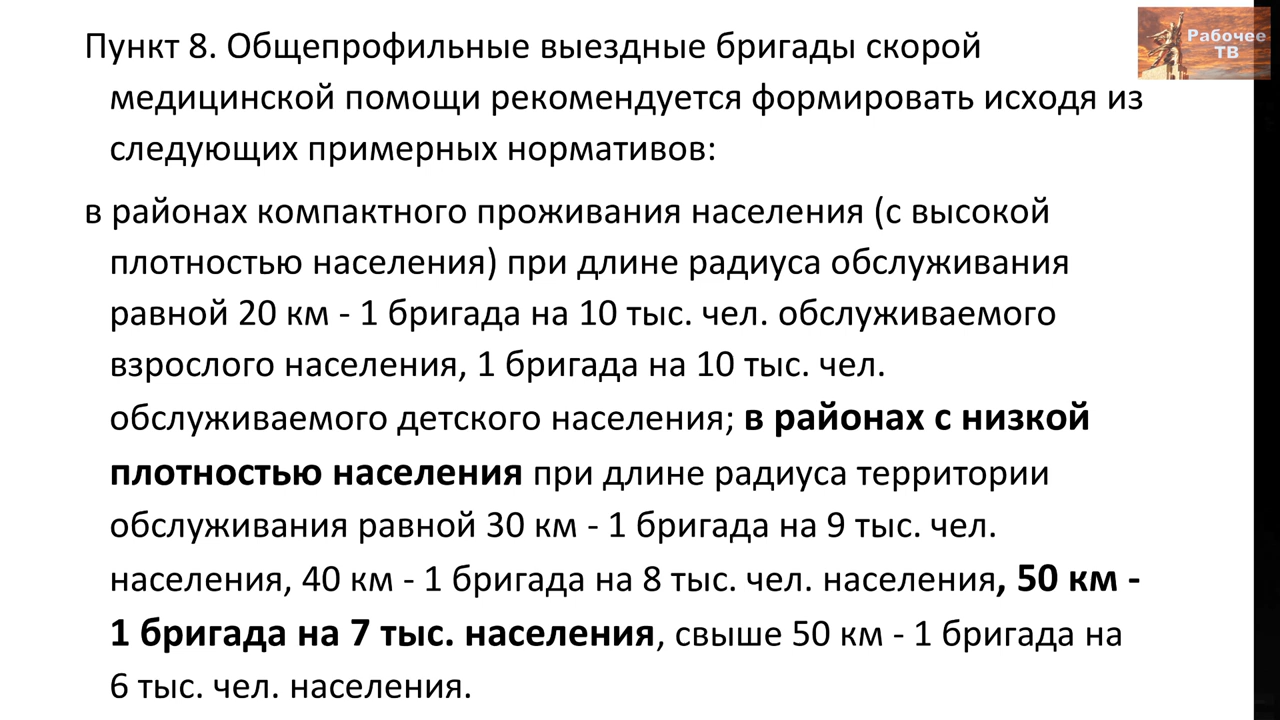 Пункт 8. Общепрофильные выездные бригады скорой
медицинской помощи рекомендуется формировать исходя из
следующих примерных нормативов:
в районах компактного проживания населения (с высокой
плотностью населения) при длине радиуса обслуживания
равной 20 км - 1 бригада на 10 тыс. чел. обслуживаемого
взрослого населения, 1 бригада на 10 тыс. чел.
обслуживаемого детского населения; в районах с низкой
плотностью населения при длине радиуса территории
обслуживания равной 30 км - 1 бригада на 9 тыс. чел.
населения, 40 км - 1 бригада на 8 тыс. чел. населения, 50 км -
1 бригада на 7 тыс. населения, свыше 50 км - 1 бригада на
6 тыс. чел. населения.
Рабочее
ТВ